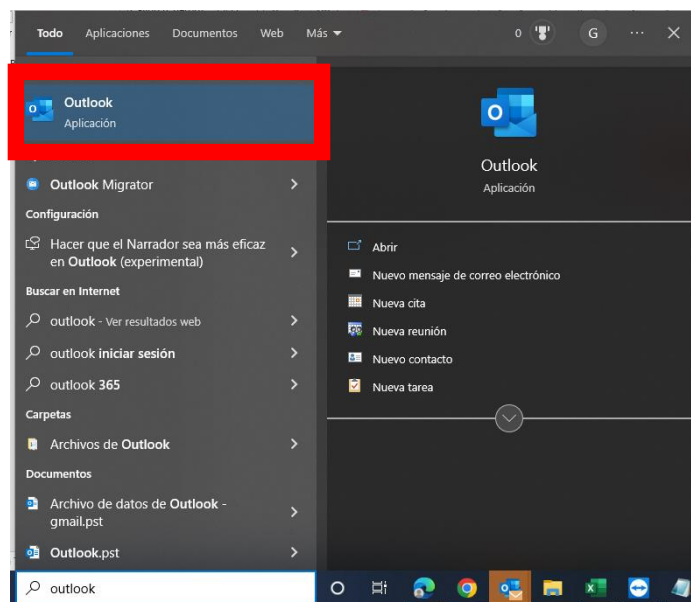 Todo Aplicaciones Documentos Web Más 0 G ...
Outlook
Aplicación
Outlook Migrator
Configuración
Hacer que el Narrador sea más eficaz
en Outlook (experimental)
Buscar en Internet
outlook - Ver resultados web
outlook iniciar sesión
outlook 365
Carpetas
Archivos de Outlook
Documentos
Archivo de datos de Outlook -
gmail.pst
Outlook.pst
outlook
Outlook
Aplicación
Abrir
Nuevo mensaje de correo electrónico
Nueva cita
Nueva reunión
Nuevo contacto
Nueva tarea